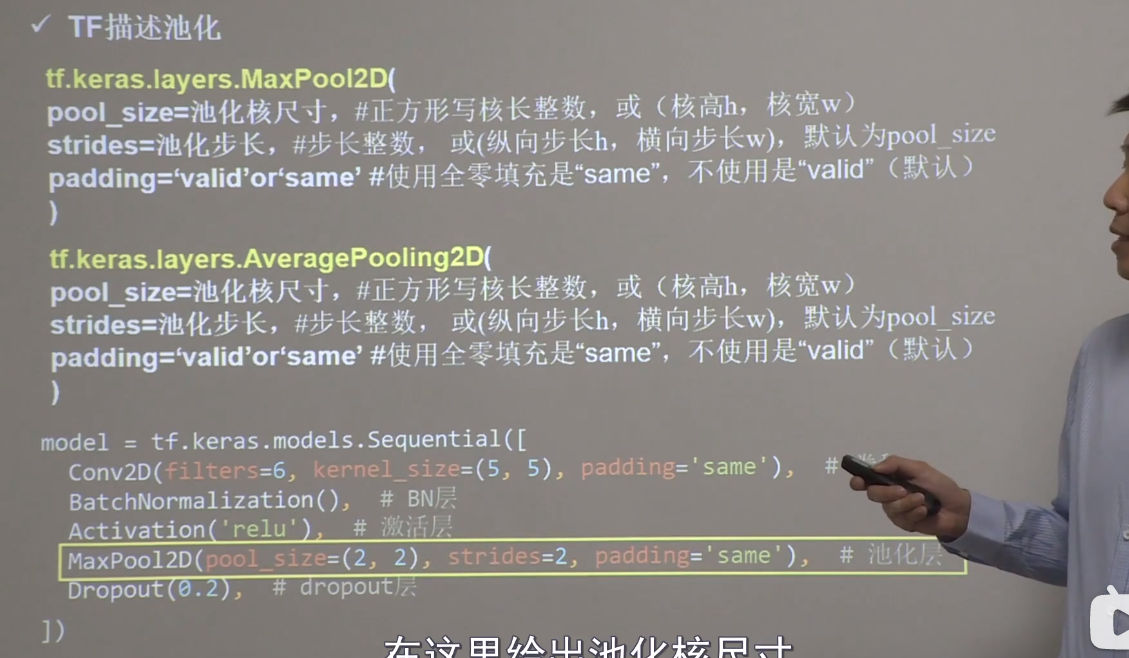 ✓ TF描述池化
tf.keras.layers.MaxPool2D(
pool_size=池化核尺寸，#正方形写核长整数，或（核高h，核宽w）
strides=池化步长，#步长整数， 或(纵向步长h，横向步长w)，默认为pool_size
padding=‘valid’or‘same’ #使用全零填充是“same”，不使用是“valid”（默认）
)
tf.keras.layers.AveragePooling2D(
pool_size=池化核尺寸，#正方形写核长整数，或（核高h，核宽w）
strides=池化步长，#步长整数， 或(纵向步长h，横向步长w)，默认为pool_size
padding=‘valid’or‘same’ #使用全零填充是“same”，不使用是“valid”（默认）
)
model = tf.keras.models.Sequential([
Conv2D(filters=6, kernel_size=(5, 5), padding='same'), #
BatchNormalization(), # BN层
Activation('relu'), # 激活层
MaxPool2D(pool_size=(2, 2), strides=2, padding='same'), # 池化层
Dropout(0.2), # dropout层
])
在这里给出池化核尺寸